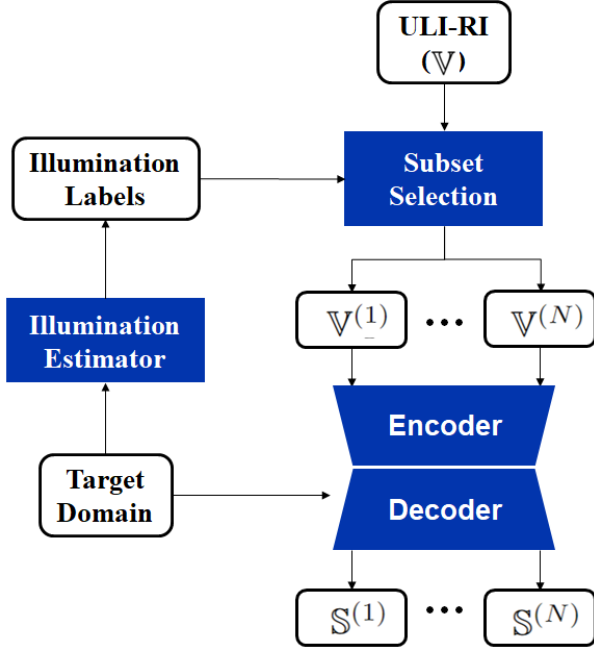 ULI-RI
(𝕍)
Illumination
Labels
Subset
Selection
𝕍^(1) ••• 𝕍^(N)
Illumination
Estimator
Encoder
Target
Domain
Decoder
𝕊^(1) ••• 𝕊^(N)